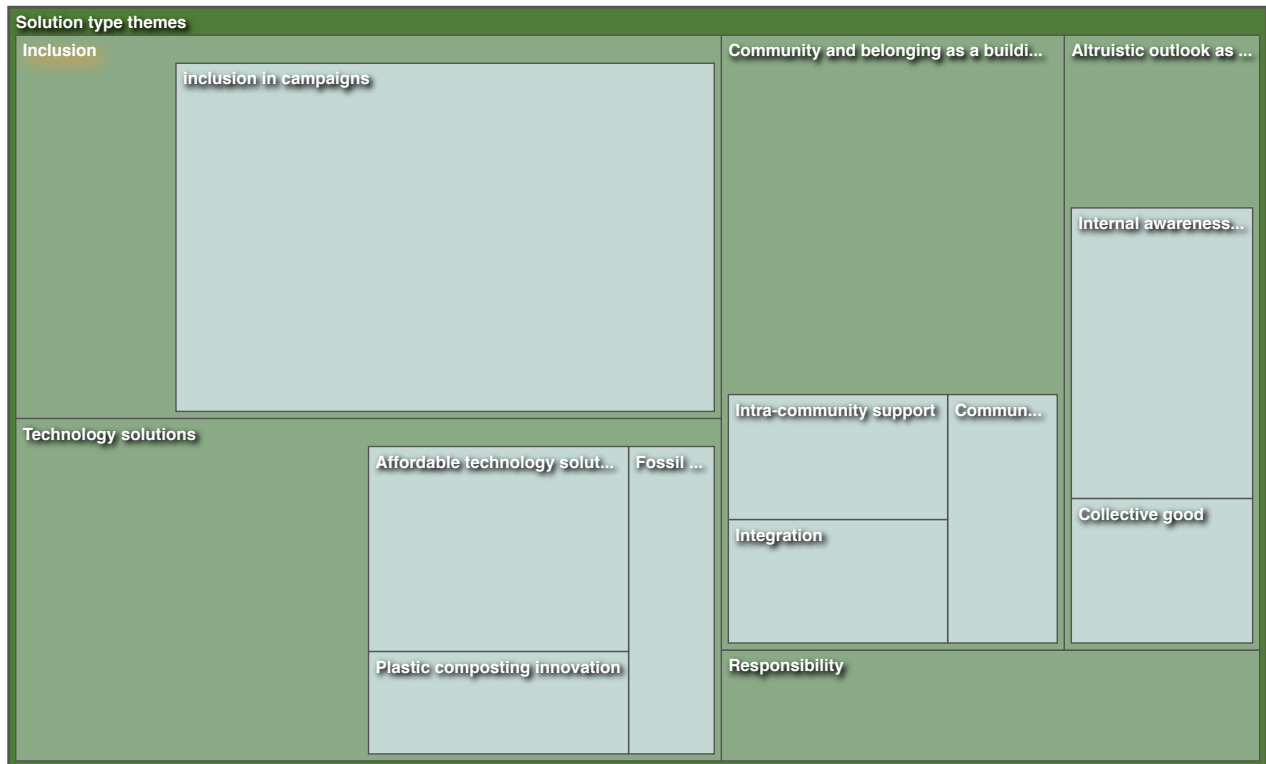 Solution type themes
Inclusion
inclusion in campaigns
Community and belonging as a buildi...
Altruistic outlook as ...
Internal awareness...
Intra-community support
Commun...
Technology solutions
Affordable technology solut...
Fossil ...
Collective good
Integration
Plastic composting innovation
Responsibility